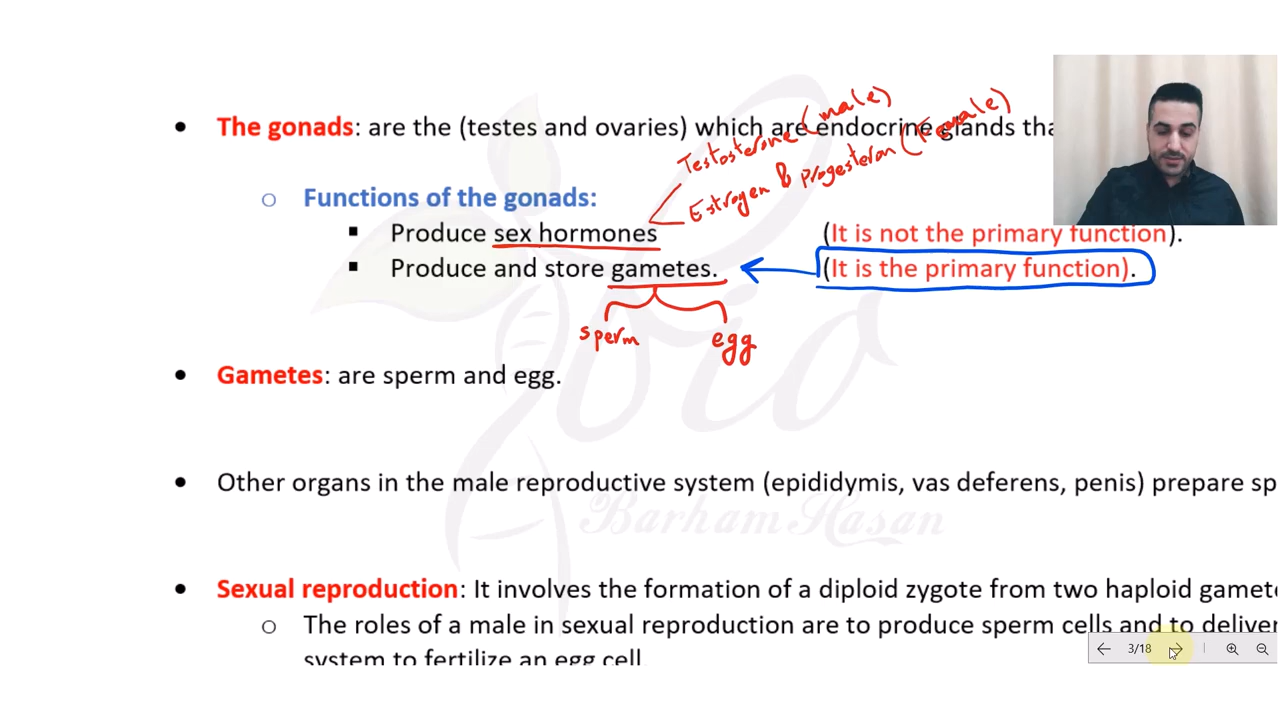 Testosterine (male)
• The gonads: are the (testes and ovaries) which are endocrine glands tha
Estrogen & Progesteron (Female)
o Functions of the gonads:
▪ Produce sex hormones (It is not the primary function).
▪ Produce and store gametes. (It is the primary function).
sperm egg
• Gametes: are sperm and egg.
• Other organs in the male reproductive system (epididymis, vas deferens, penis) prepare sp
Barham Hasan
• Sexual reproduction: It involves the formation of a diploid zygote from two haploid gamete
o The roles of a male in sexual reproduction are to produce sperm cells and to deliver
system to fertilize an egg cell.
3/18